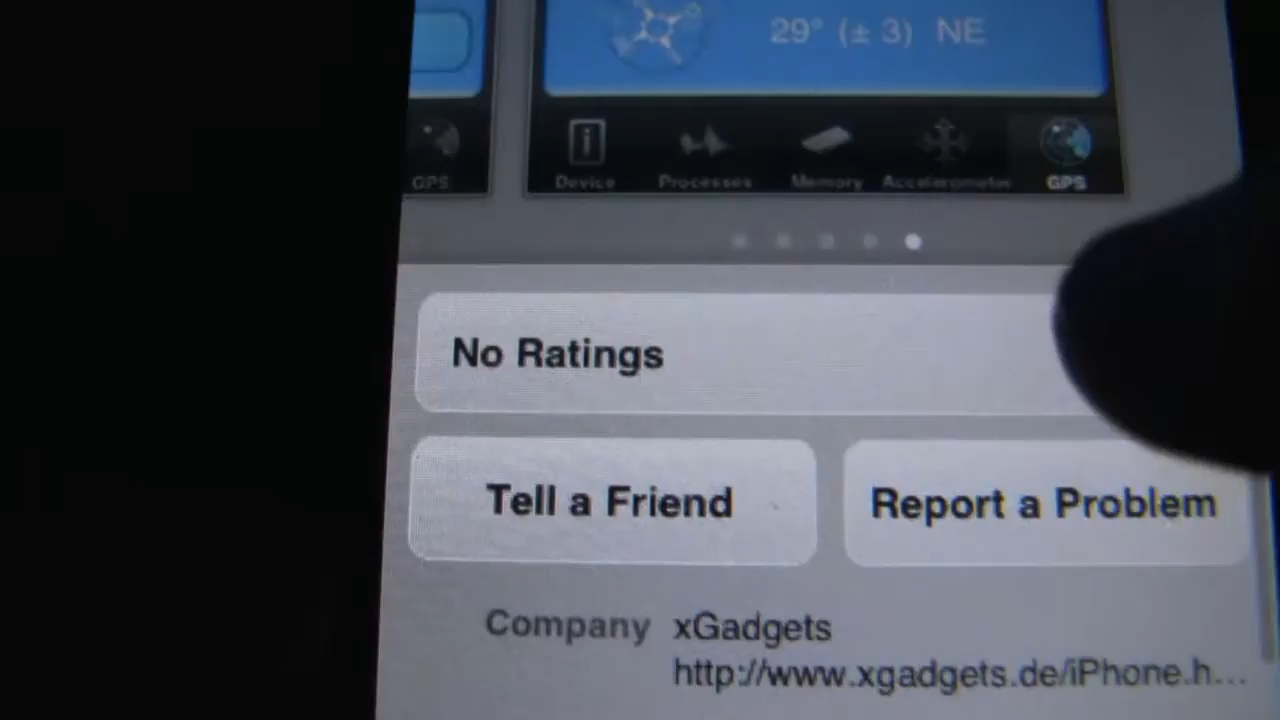 29° (± 3) NE
GPS
Device Processes Memory Accelerometer GPS
No Ratings
Tell a Friend
Report a Problem
Company xGadgets
http://www.xgadgets.de/iPhone.h...